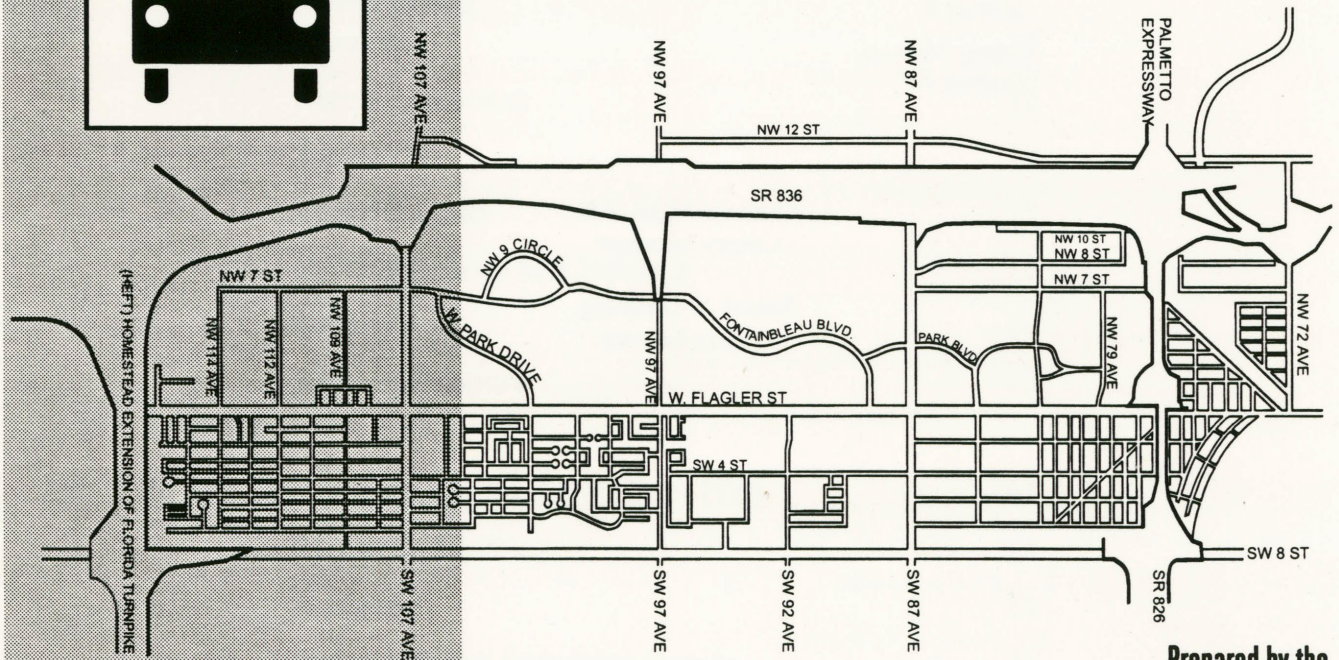 NW 107 AVE
NW 97 AVE
NW 87 AVE
PALMETTO
EXPRESSWAY
NW 12 ST
SR 836
NW 10 ST
NW 8 ST
NW 9 CIRCLE
NW 7 ST
NW 7 ST
(HEFT) HOMESTEAD EXTENSION OF FLORIDA TURNPIKE
NW 114 AVE
NW 112 AVE
NW 109 AVE
W. PARK DRIVE
NW 97 AVE
FONTAINBLEAU BLVD.
PARK BLVD.
NW 79 AVE
NW 72 AVE
W. FLAGLER ST
SW 4 ST
SW 8 ST
SW 107 AVE
SW 97 AVE
SW 92 AVE
SW 87 AVE
SR 826
Prepared by the